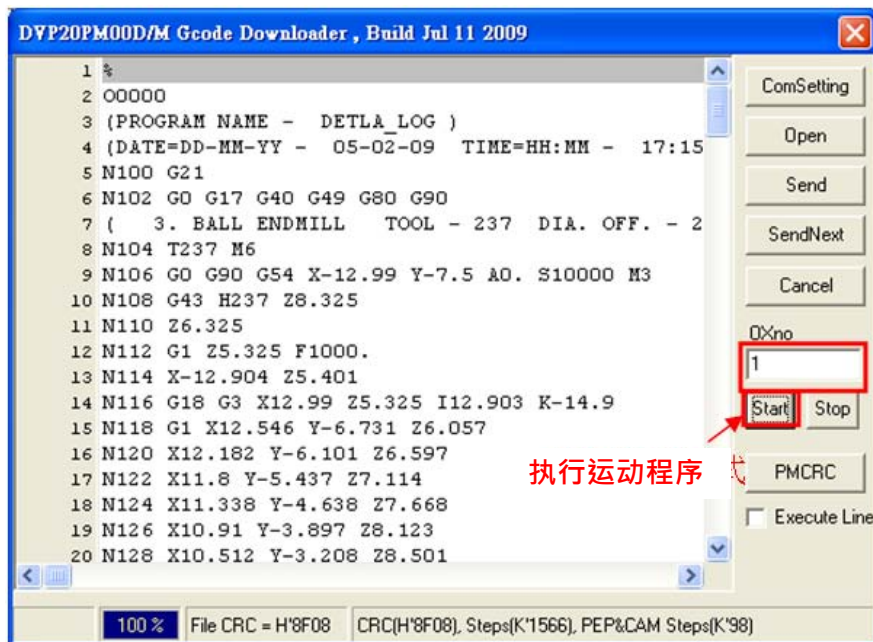 DVP20PM00D/M Gcode Downloader , Build Jul 11 2009
1 %
2 O0000
3 (PROGRAM NAME - DETLA_LOG )
4 (DATE=DD-MM-YY - 05-02-09 TIME=HH:MM - 17:15
5 N100 G21
6 N102 G0 G17 G40 G49 G80 G90
7 ( 3. BALL ENDMILL TOOL - 237 DIA. OFF. - 2
8 N104 T237 M6
9 N106 G0 G90 G54 X-12.99 Y-7.5 A0. S10000 M3
10 N108 G43 H237 Z8.325
11 N110 Z6.325
12 N112 G1 Z5.325 F1000.
13 N114 X-12.904 Z5.401
14 N116 G18 G3 X12.99 Z5.325 I12.903 K-14.9
15 N118 G1 X12.546 Y-6.731 Z6.057
16 N120 X12.182 Y-6.101 Z6.597
17 N122 X11.8 Y-5.437 Z7.114
18 N124 X11.338 Y-4.638 Z7.668
19 N126 X10.91 Y-3.897 Z8.123
20 N128 X10.512 Y-3.208 Z8.501
ComSetting
Open
Send
SendNext
Cancel
OXno
1
Start Stop
执行运动程序
PMCRC
Execute Line
100 % File CRC = H'8F08 CRC(H'8F08), Steps(K'1566), PEP&CAM Steps(K'98)